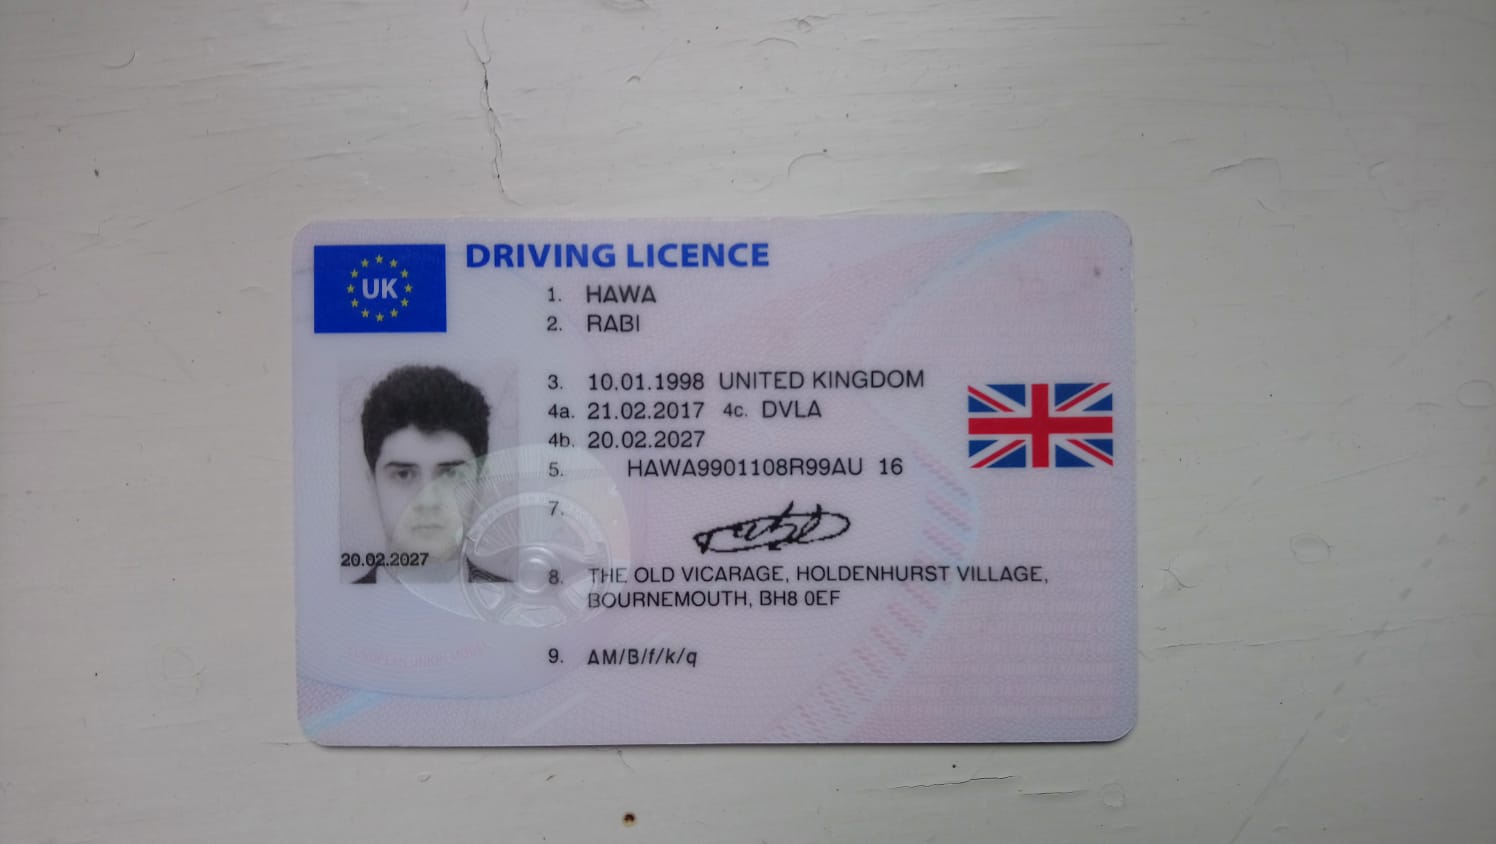 UK
DRIVING LICENCE
1. HAWA
2. RABI
3. 10.01.1998 UNITED KINGDOM
4a. 21.02.2017 4c. DVLA
4b. 20.02.2027
5. HAWA9901108R99AU 16
7.
20.02.2027
8. THE OLD VICARAGE, HOLDENHURST VILLAGE,
BOURNEMOUTH, BH8 0EF
9. AM/B/f/k/q